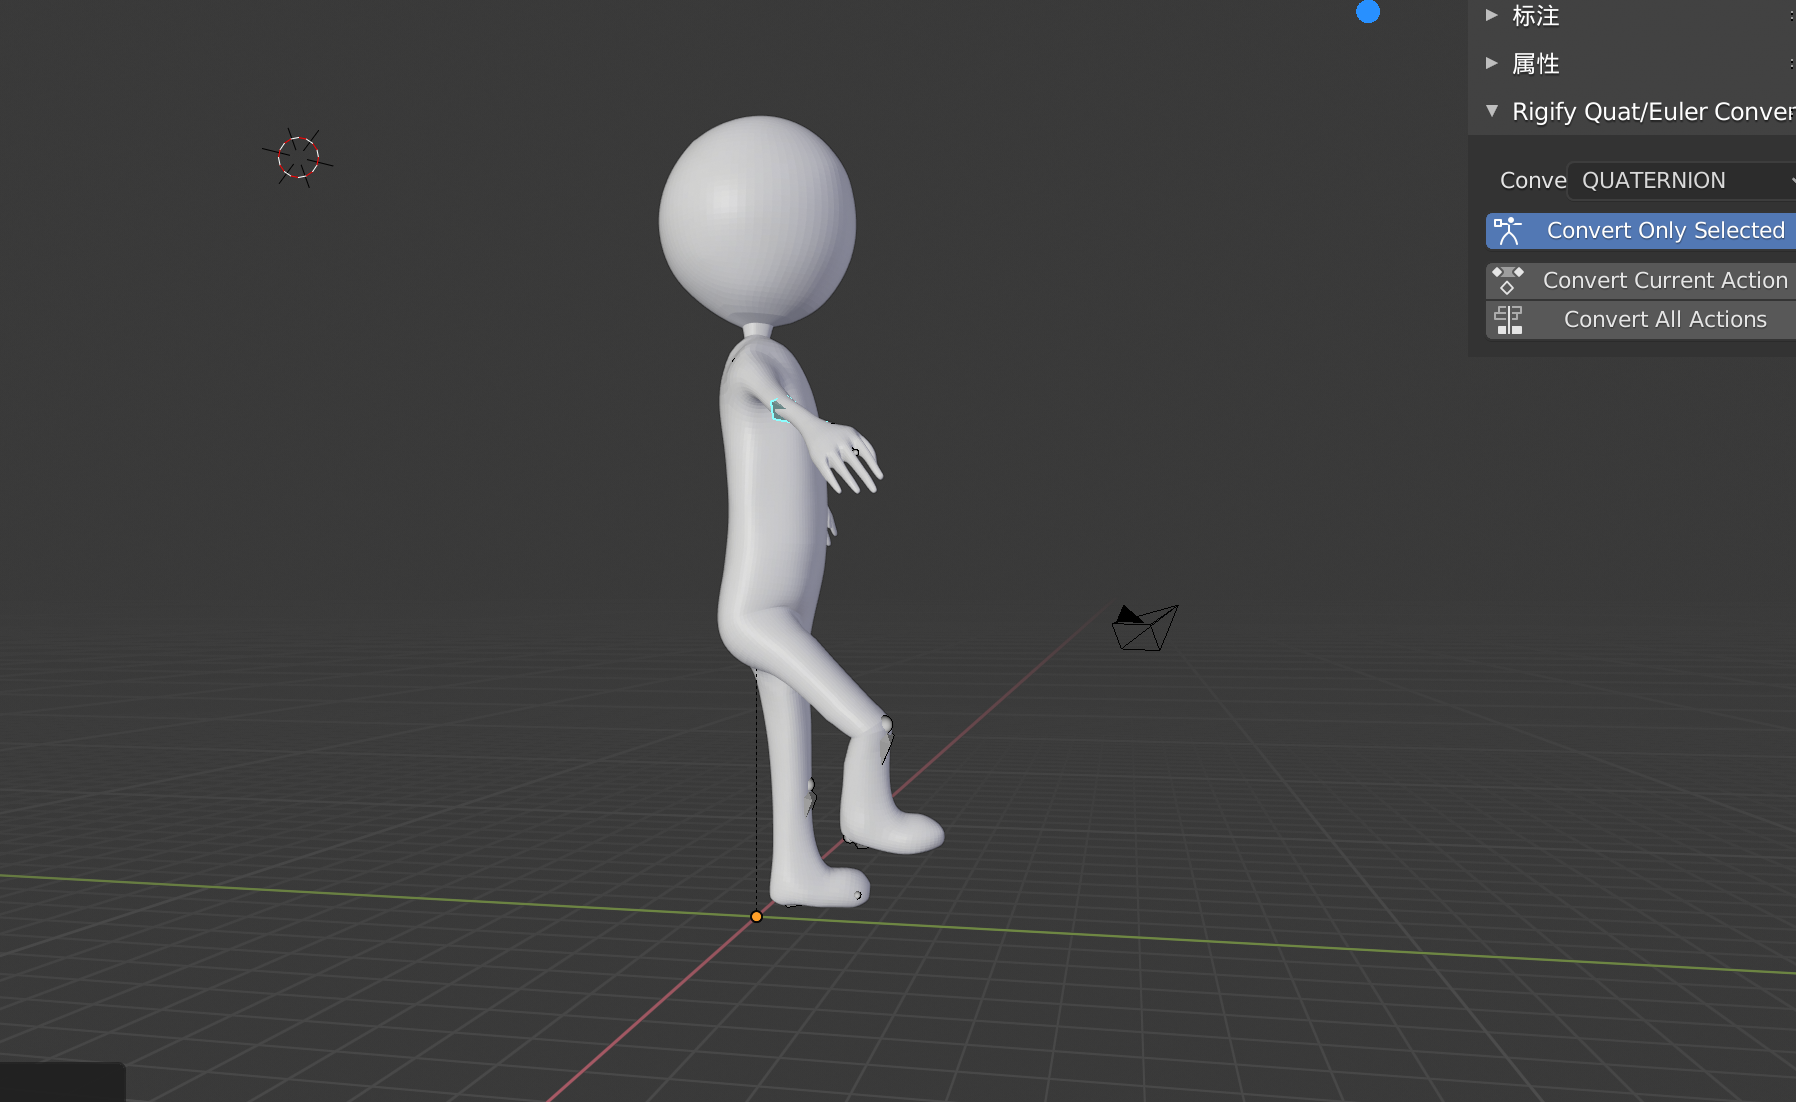 标注
属性
Rigify Quat/Euler Conver
Conve QUATERNION
Convert Only Selected
Convert Current Action
Convert All Actions